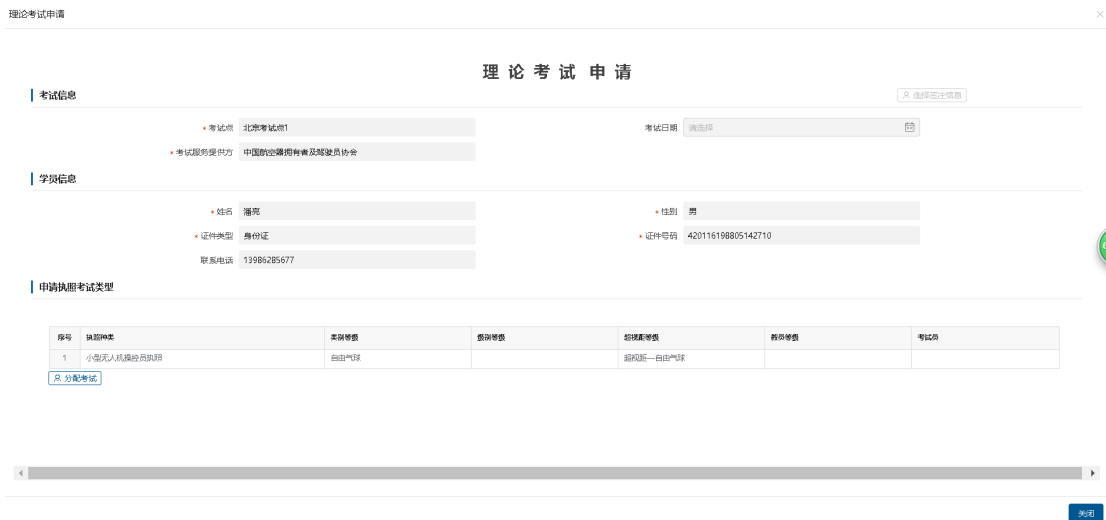 理论考试申请
理论考试申请
考试信息
选择签注信息
* 考试点 北京考试点1 考试日期 请选择
* 考试服务提供方 中国航空器拥有者及驾驶员协会
学员信息
* 姓名 潘亮 * 性别 男
* 证件类型 身份证 * 证件号码 420116198805142710
联系电话 13986285677
申请执照考试类型
序号 执照种类 类别等级 级别等级 超视距等级 教员等级 考试员
1 小型无人机操控员执照 自由气球 超视距—自由气球
分配考试
关闭